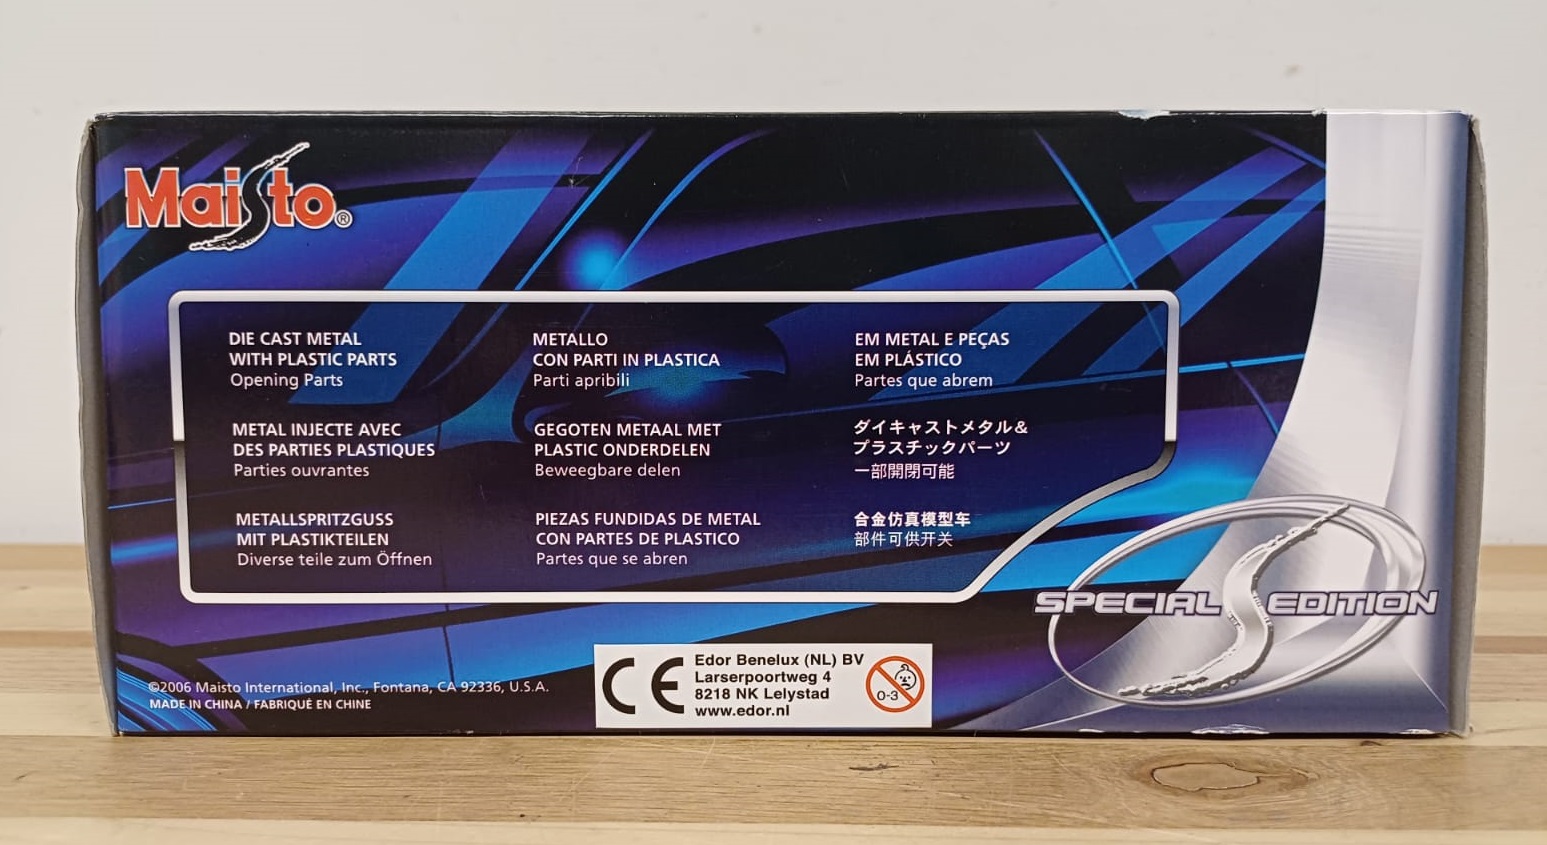 Maisto®
DIE CAST METAL
WITH PLASTIC PARTS
Opening Parts
METAL INJECTE AVEC
DES PARTIES PLASTIQUES
Parties ouvrantes
METALLSPRITZGUSS
MIT PLASTIKTEILEN
Diverse teile zum Öffnen
METALLO
CON PARTI IN PLASTICA
Parti apribili
GEGOTEN METAAL MET
PLASTIC ONDERDELEN
Beweegbare delen
PIEZAS FUNDIDAS DE METAL
CON PARTES DE PLASTICO
Partes que se abren
EM METAL E PEÇAS
EM PLÁSTICO
Partes que abrem
ダイキャストメタル&
プラスチックパーツ
一部開閉可能
合金仿真模型车
部件可供开关
SPECIAL S EDITION
©2006 Maisto International, Inc., Fontana, CA 92336, U.S.A.
MADE IN CHINA / FABRIQUÉ EN CHINE
CE
Edor Benelux (NL) BV
Larserpoortweg 4
8218 NK Lelystad
www.edor.nl
0-3